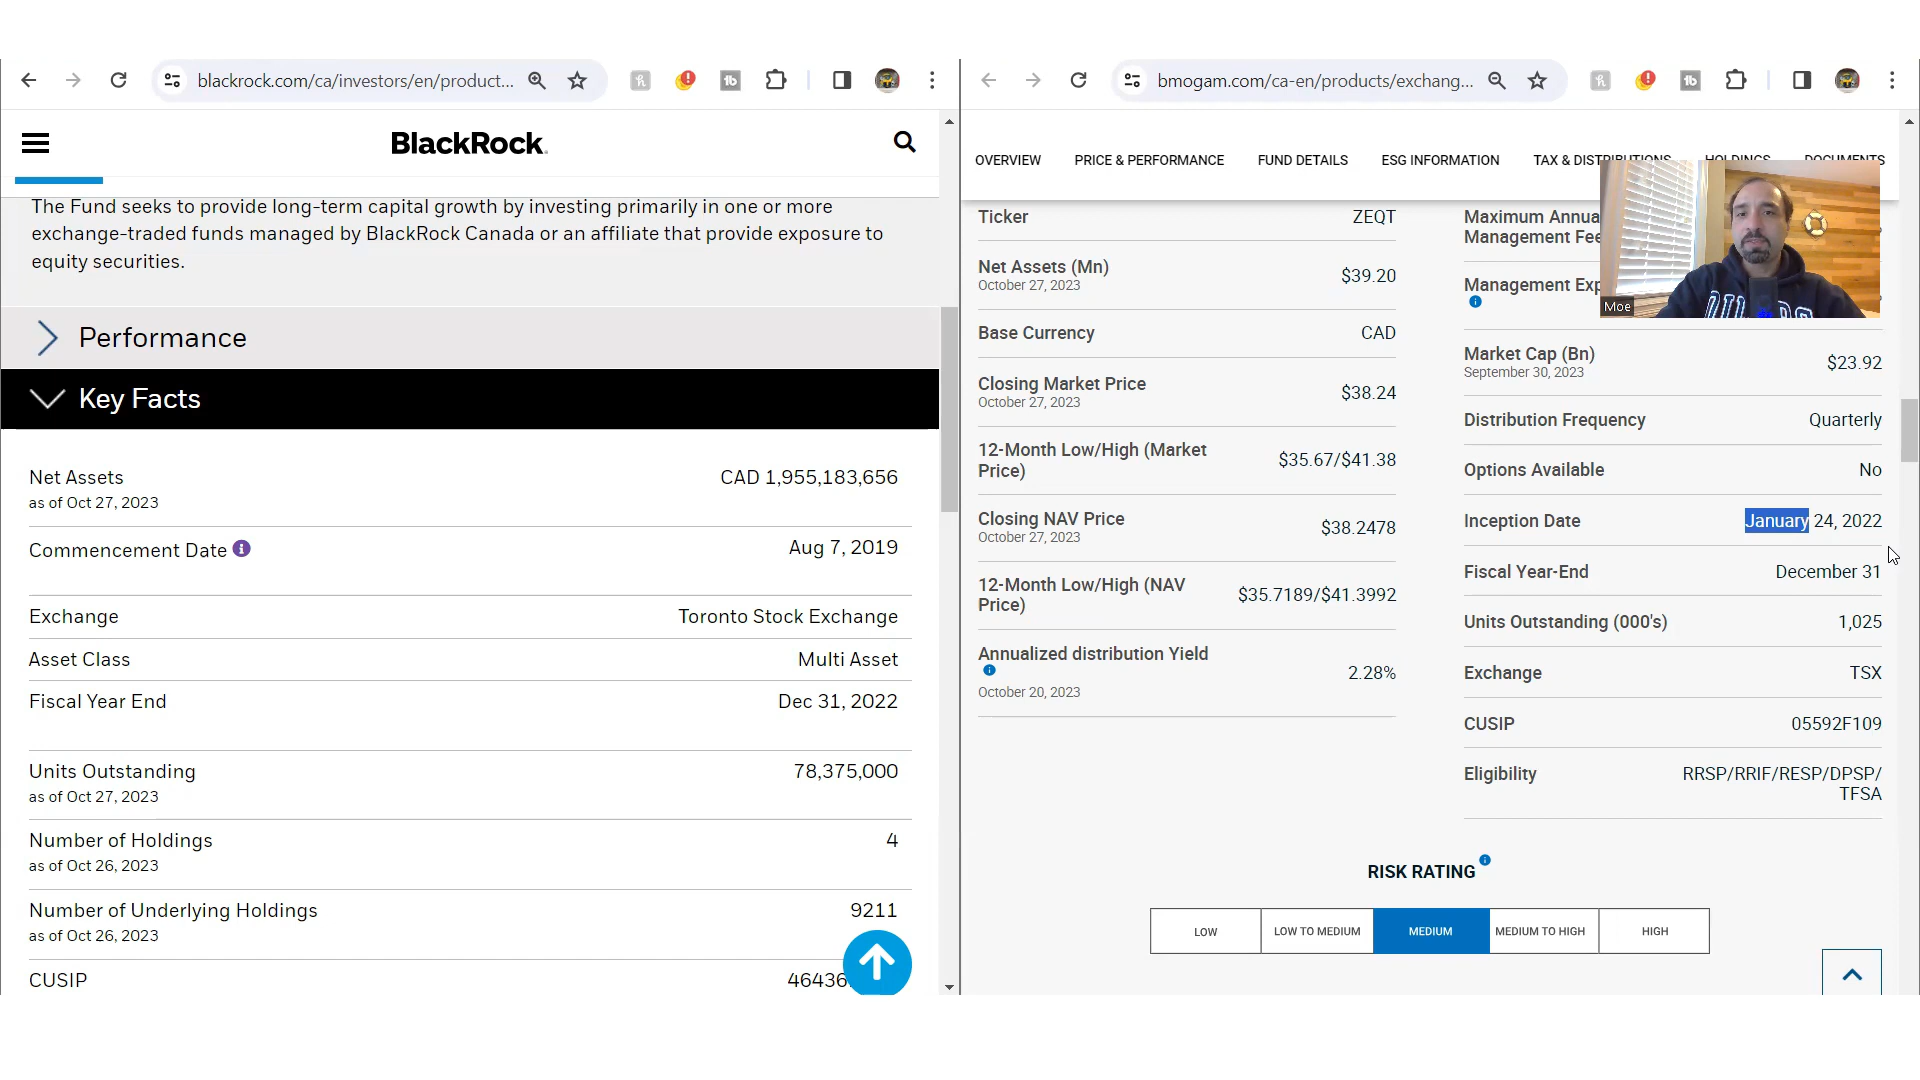 blackrock.com/ca/investors/en/product...
BlackRock.
The Fund seeks to provide long-term capital growth by investing primarily in one or more
exchange-traded funds managed by BlackRock Canada or an affiliate that provide exposure to
equity securities.
Performance
Key Facts
Net Assets
as of Oct 27, 2023
CAD 1,955,183,656
Commencement Date
Aug 7, 2019
Exchange
Toronto Stock Exchange
Asset Class
Multi Asset
Fiscal Year End
Dec 31, 2022
Units Outstanding
as of Oct 27, 2023
78,375,000
Number of Holdings
as of Oct 26, 2023
4
Number of Underlying Holdings
as of Oct 26, 2023
9211
CUSIP
46436
bmogam.com/ca-en/products/exchang...
OVERVIEW
PRICE & PERFORMANCE
FUND DETAILS
ESG INFORMATION
TAX & DISTRIBUTIONS
HOLDINGS
DOCUMENTS
Ticker
ZEQT
Net Assets (Mn)
October 27, 2023
$39.20
Base Currency
CAD
Closing Market Price
October 27, 2023
$38.24
12-Month Low/High (Market
Price)
$35.67/$41.38
Closing NAV Price
October 27, 2023
$38.2478
12-Month Low/High (NAV
Price)
$35.7189/$41.3992
Annualized distribution Yield
October 20, 2023
2.28%
Maximum Annua
Management Fee
Management Exp
Moe
Market Cap (Bn)
September 30, 2023
$23.92
Distribution Frequency
Quarterly
Options Available
No
Inception Date
January 24, 2022
Fiscal Year-End
December 31
Units Outstanding (000's)
1,025
Exchange
TSX
CUSIP
05592F109
Eligibility
RRSP/RRIF/RESP/DPSP/
TFSA
RISK RATING
LOW
LOW TO MEDIUM
MEDIUM
MEDIUM TO HIGH
HIGH